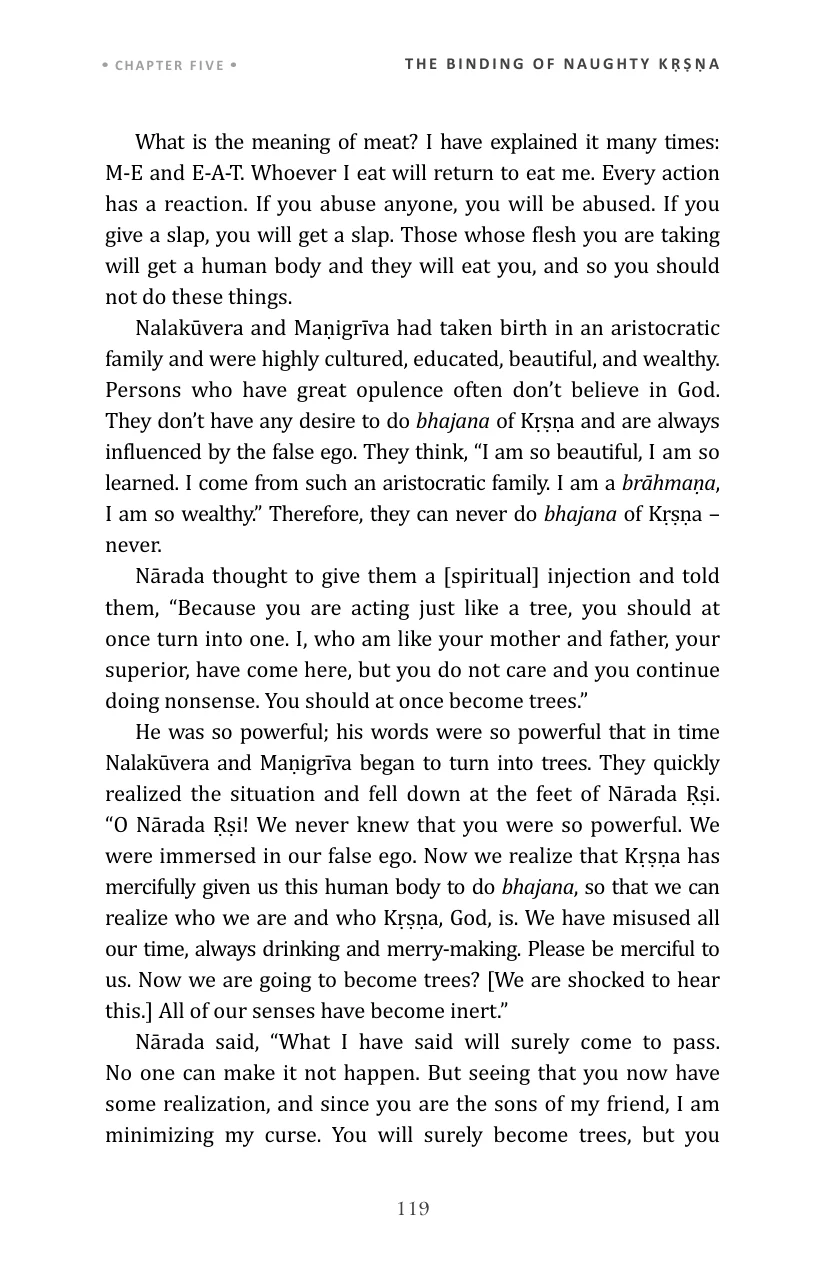 • CHAPTER FIVE •
THE BINDING OF NAUGHTY KṚṢṆA
What is the meaning of meat? I have explained it many times:
M-E and E-A-T. Whoever I eat will return to eat me. Every action
has a reaction. If you abuse anyone, you will be abused. If you
give a slap, you will get a slap. Those whose flesh you are taking
will get a human body and they will eat you, and so you should
not do these things.
Nalakūvera and Maṇigrīva had taken birth in an aristocratic
family and were highly cultured, educated, beautiful, and wealthy.
Persons who have great opulence often don’t believe in God.
They don’t have any desire to do bhajana of Kṛṣṇa and are always
influenced by the false ego. They think, “I am so beautiful, I am so
learned. I come from such an aristocratic family. I am a brāhmaṇa,
I am so wealthy.” Therefore, they can never do bhajana of Kṛṣṇa –
never.
Nārada thought to give them a [spiritual] injection and told
them, “Because you are acting just like a tree, you should at
once turn into one. I, who am like your mother and father, your
superior, have come here, but you do not care and you continue
doing nonsense. You should at once become trees.”
He was so powerful; his words were so powerful that in time
Nalakūvera and Maṇigrīva began to turn into trees. They quickly
realized the situation and fell down at the feet of Nārada Ṛṣi.
“O Nārada Ṛṣi! We never knew that you were so powerful. We
were immersed in our false ego. Now we realize that Kṛṣṇa has
mercifully given us this human body to do bhajana, so that we can
realize who we are and who Kṛṣṇa, God, is. We have misused all
our time, always drinking and merry-making. Please be merciful to
us. Now we are going to become trees? [We are shocked to hear
this.] All of our senses have become inert.”
Nārada said, “What I have said will surely come to pass.
No one can make it not happen. But seeing that you now have
some realization, and since you are the sons of my friend, I am
minimizing my curse. You will surely become trees, but you
119